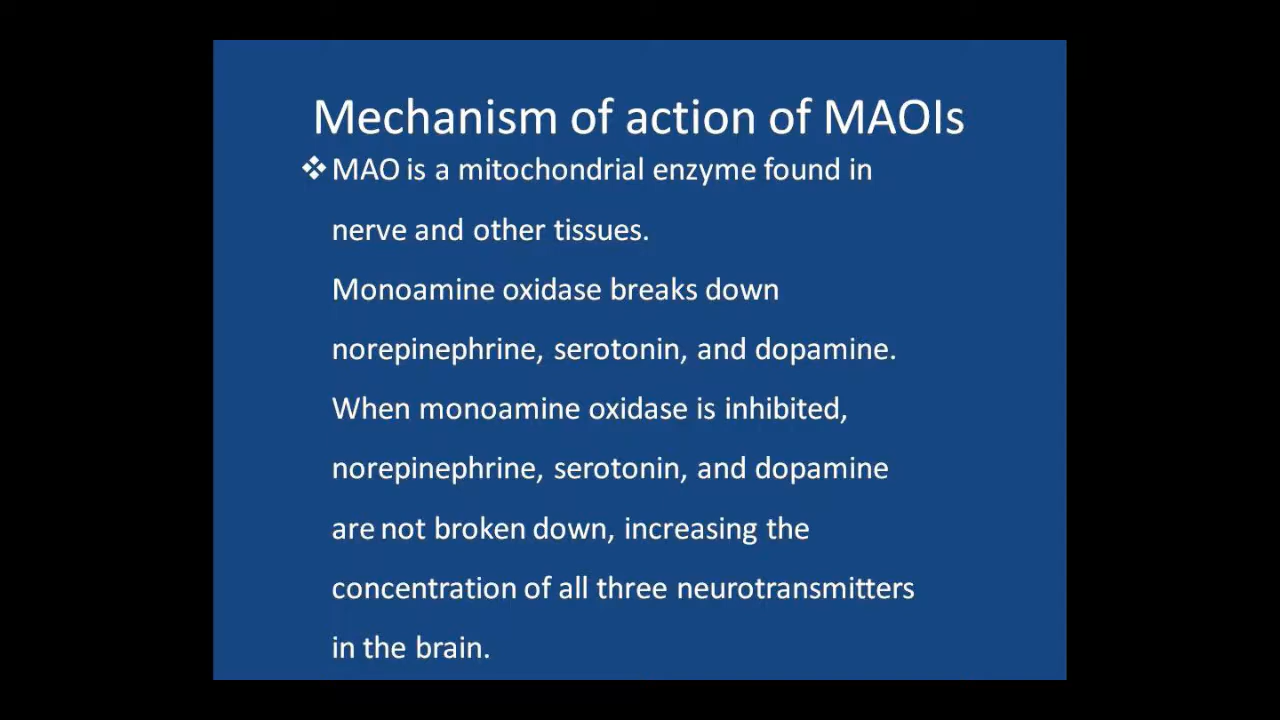 Mechanism of action of MAOIs
❖MAO is a mitochondrial enzyme found in
nerve and other tissues.
Monoamine oxidase breaks down
norepinephrine, serotonin, and dopamine.
When monoamine oxidase is inhibited,
norepinephrine, serotonin, and dopamine
are not broken down, increasing the
concentration of all three neurotransmitters
in the brain.